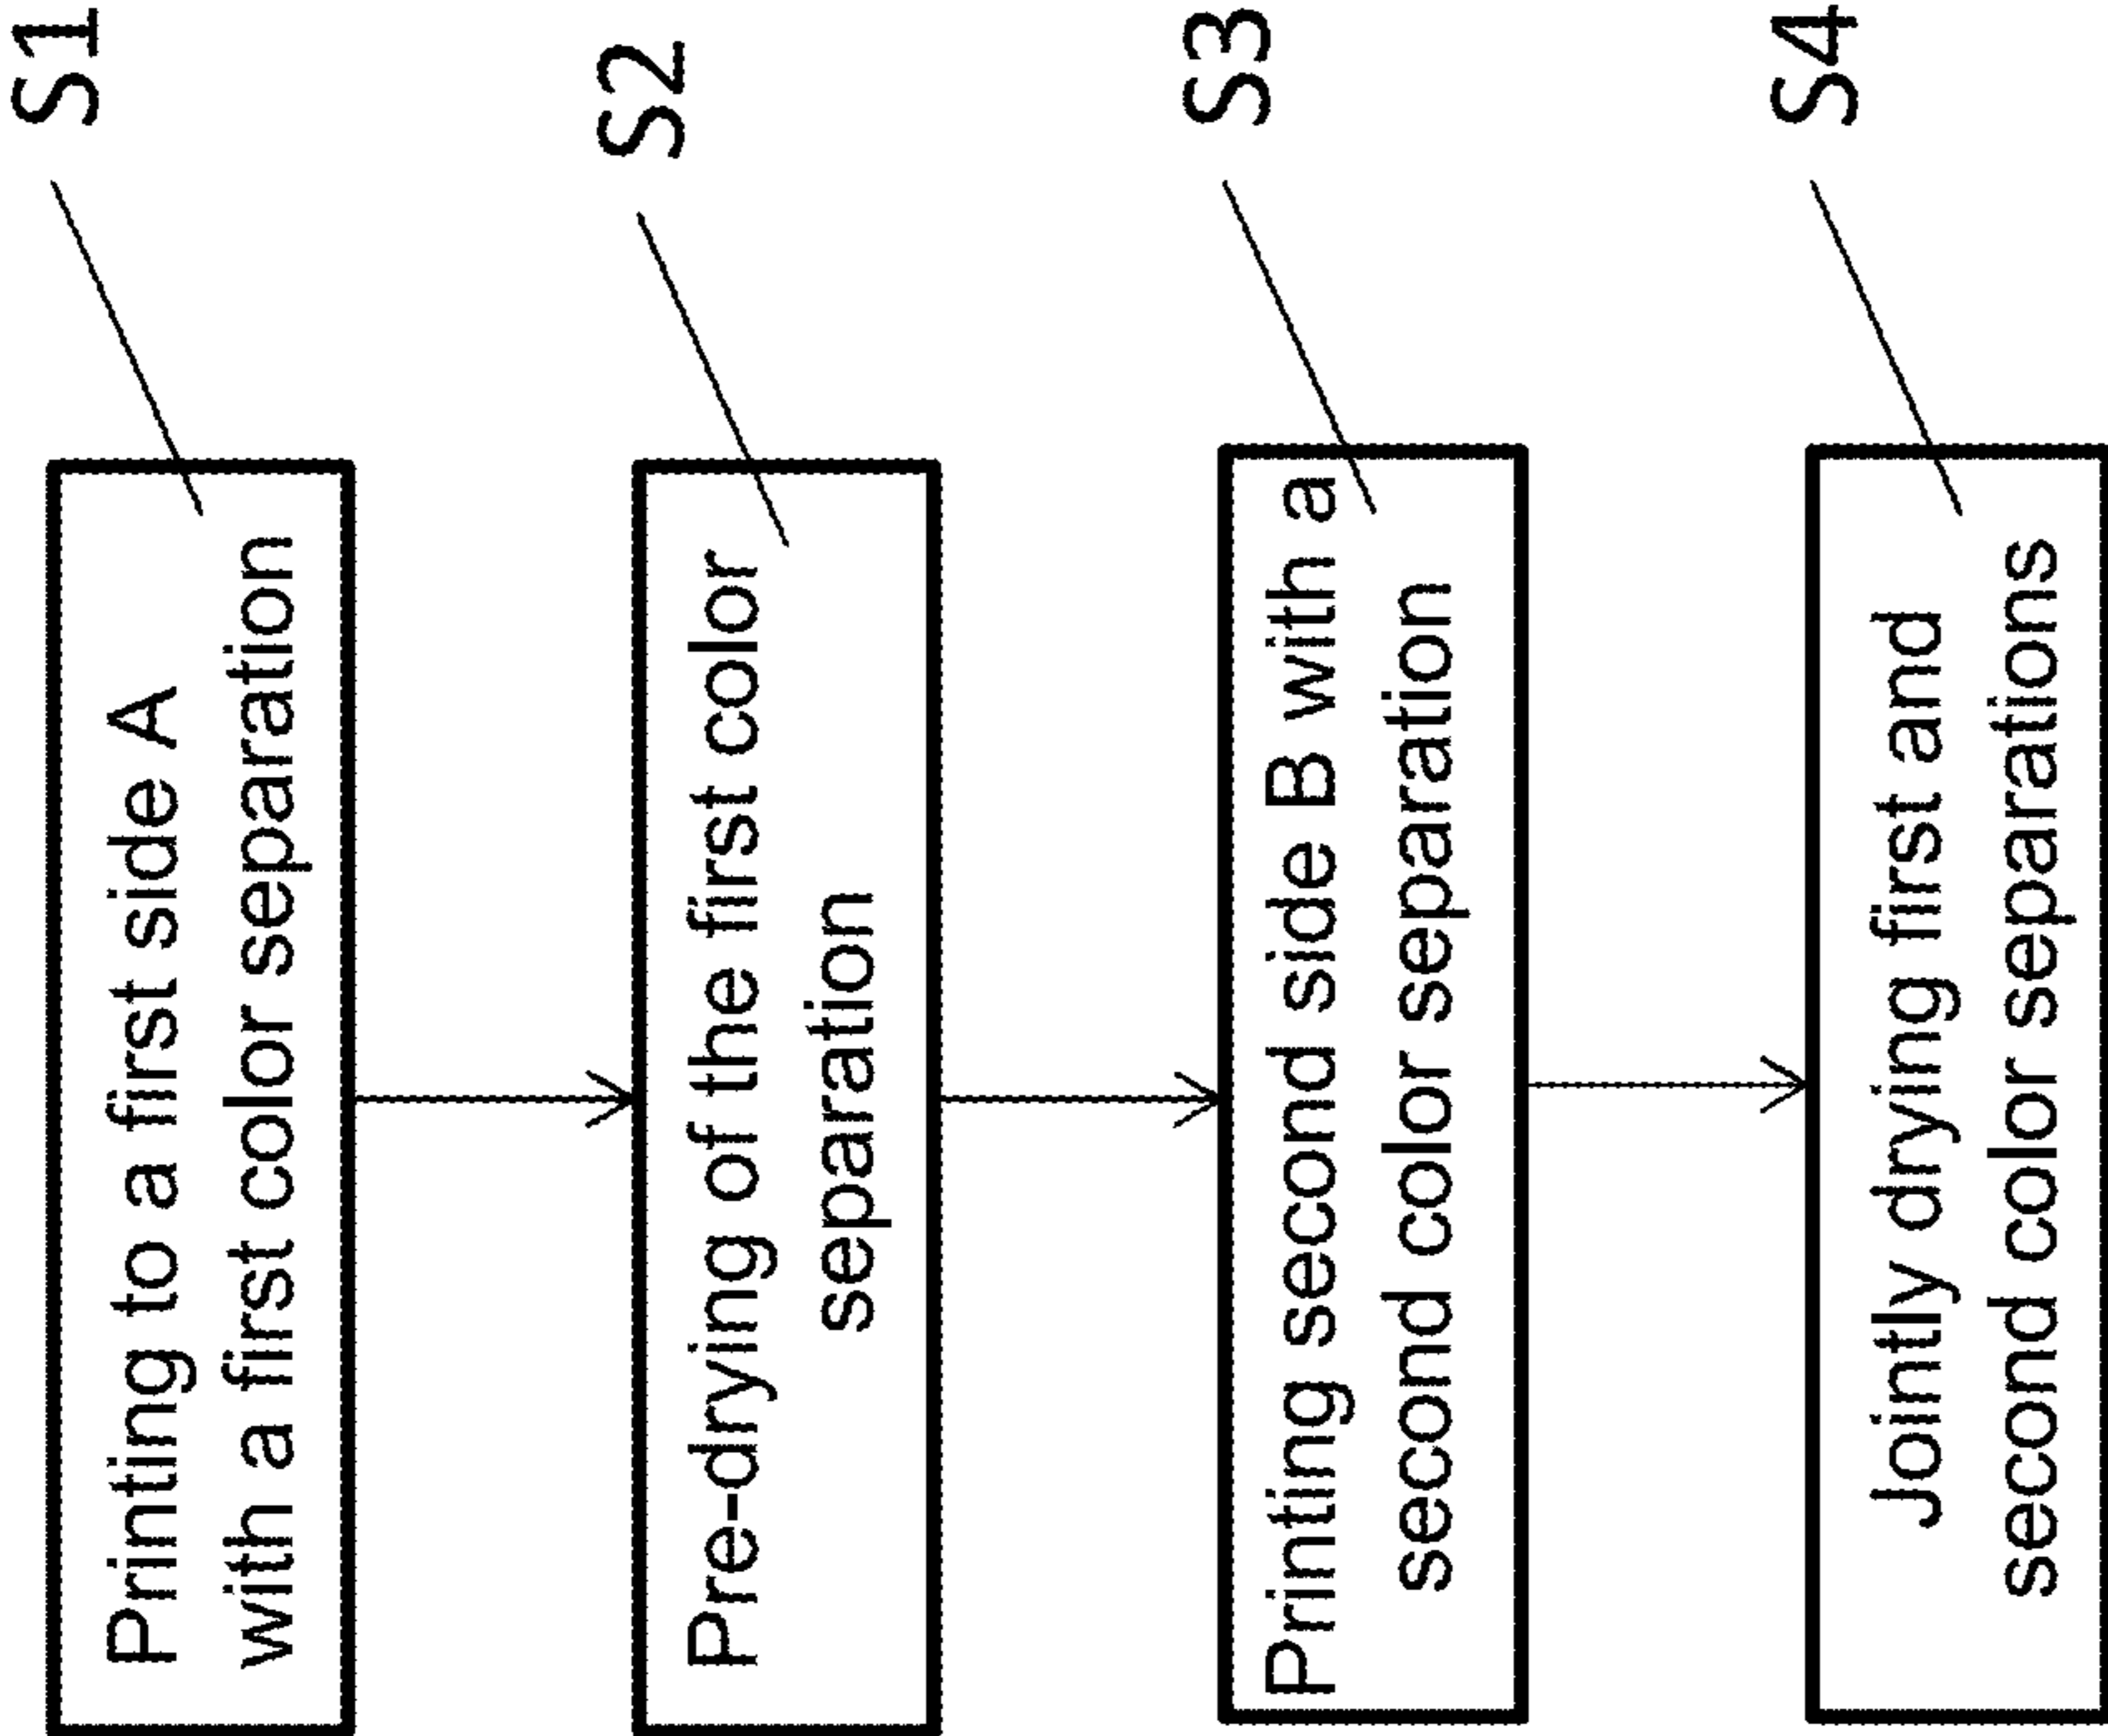 Printing to a first side A
with a first color separation
S1
Pre-drying of the first color
separation
S2
Printing second side B with a
second color separation
S3
Jointly drying first and
second color separations
S4